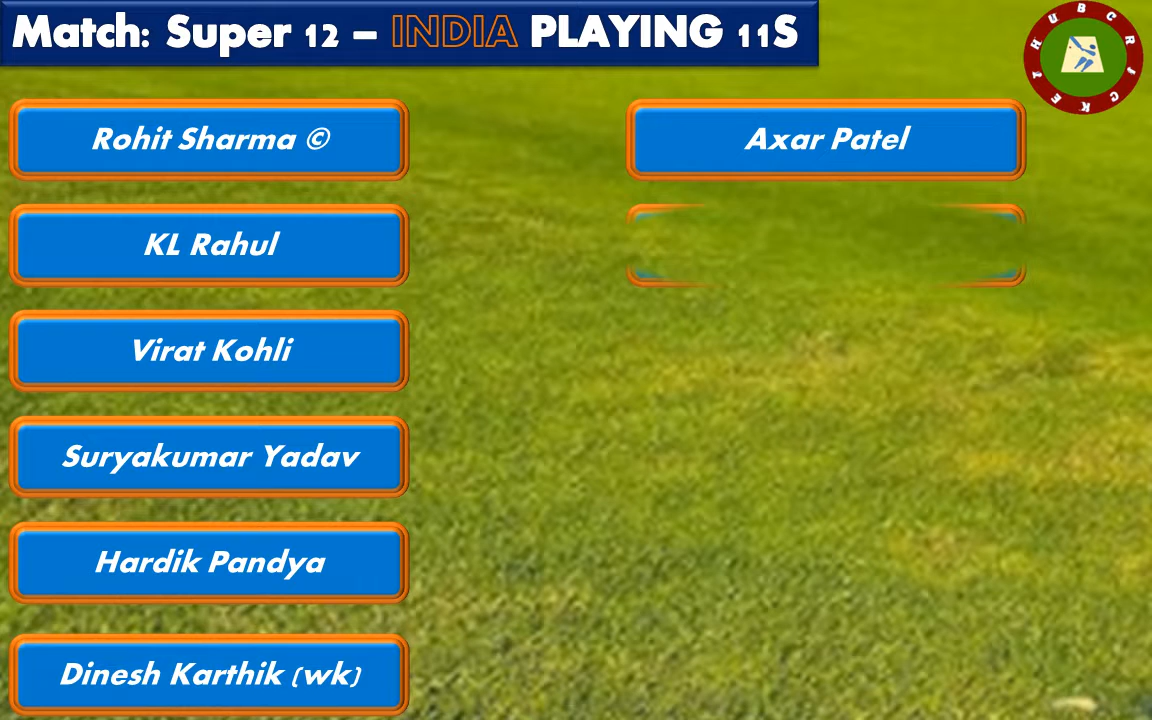 Match: Super 12 – INDIA PLAYING 11S
Rohit Sharma ©
KL Rahul
Virat Kohli
Suryakumar Yadav
Hardik Pandya
Dinesh Karthik (wk)
Axar Patel
HUBCRJCKEJ